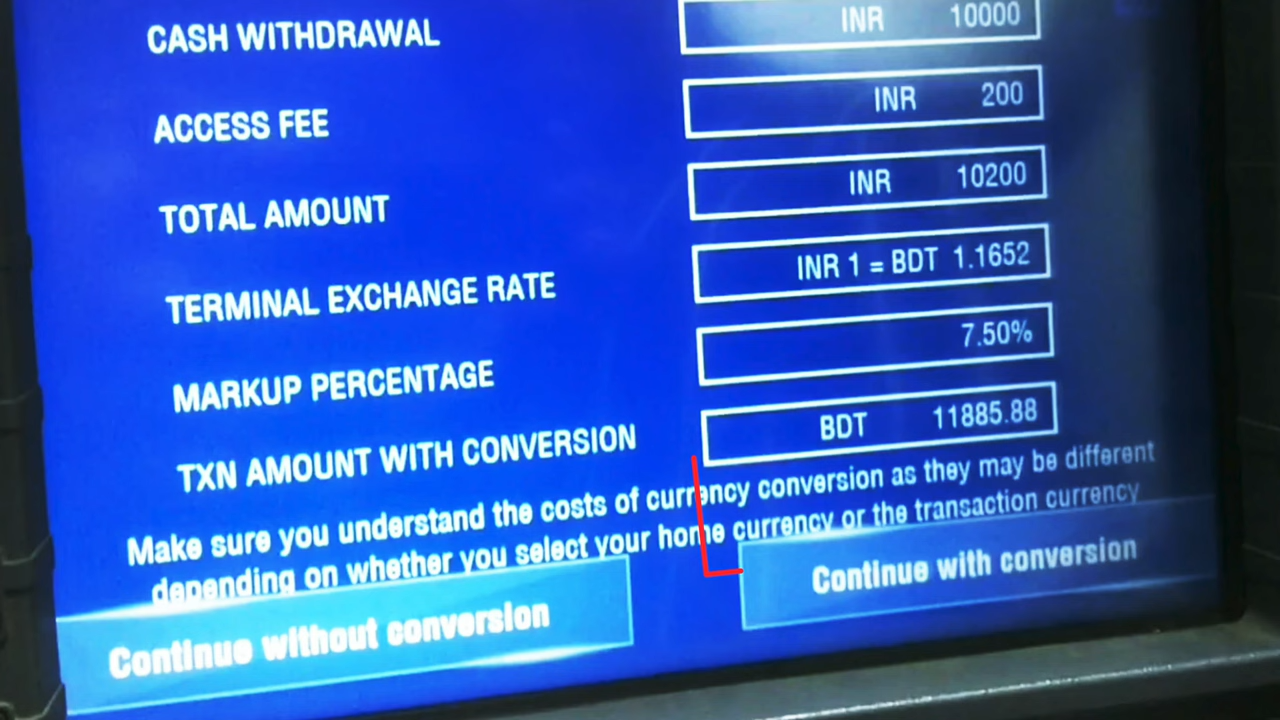 CASH WITHDRAWAL INR 10000
ACCESS FEE INR 200
TOTAL AMOUNT INR 10200
TERMINAL EXCHANGE RATE INR 1 = BDT 1.1652
MARKUP PERCENTAGE 7.50%
TXN AMOUNT WITH CONVERSION BDT 11885.88
Make sure you understand the costs of currency conversion as they may be different
depending on whether you select your home currency or the transaction currency
Continue without conversion
Continue with conversion